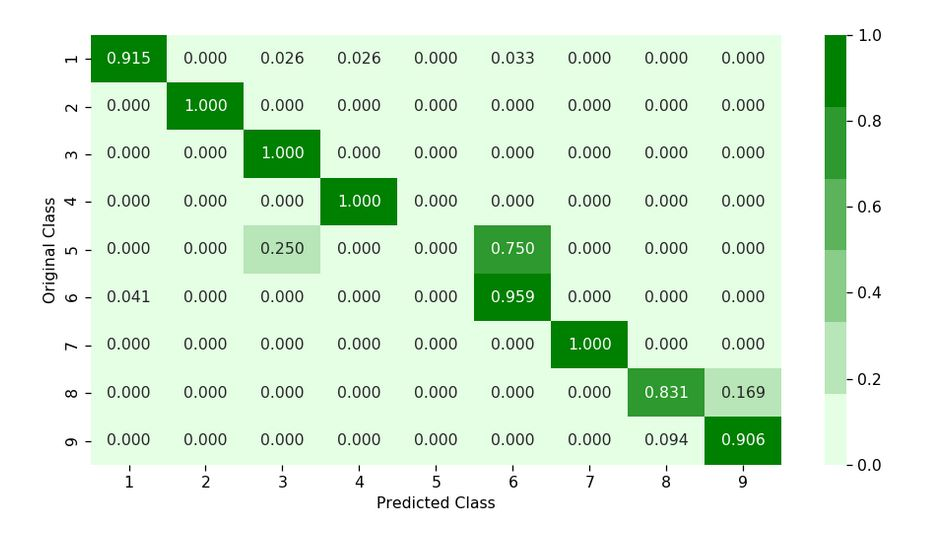 1 0.915 0.000 0.026 0.026 0.000 0.033 0.000 0.000 0.000
2 0.000 1.000 0.000 0.000 0.000 0.000 0.000 0.000 0.000
3 0.000 0.000 1.000 0.000 0.000 0.000 0.000 0.000 0.000
4 0.000 0.000 0.000 1.000 0.000 0.000 0.000 0.000 0.000
5 0.000 0.000 0.250 0.000 0.000 0.750 0.000 0.000 0.000
6 0.041 0.000 0.000 0.000 0.000 0.959 0.000 0.000 0.000
7 0.000 0.000 0.000 0.000 0.000 0.000 1.000 0.000 0.000
8 0.000 0.000 0.000 0.000 0.000 0.000 0.000 0.831 0.169
9 0.000 0.000 0.000 0.000 0.000 0.000 0.000 0.094 0.906
1 2 3 4 5 6 7 8 9
Predicted Class
Original Class
1.0
0.8
0.6
0.4
0.2
0.0